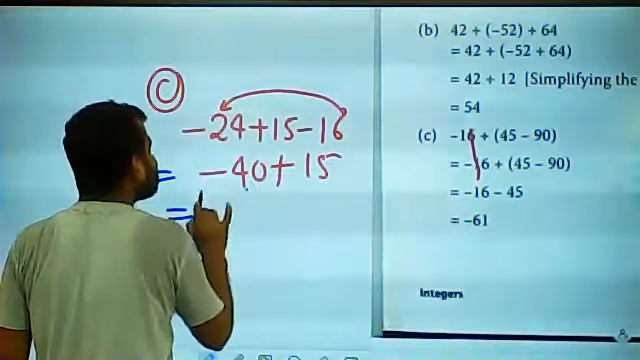 C
-24+15-16
= -40+15
=
(b) 42 + (-52) + 64
= 42 + (-52 + 64)
= 42 + 12 [Simplifying the
= 54
(c) -16 + (45 - 90)
= -16 + (45 - 90)
= -16 - 45
= -61
Integers